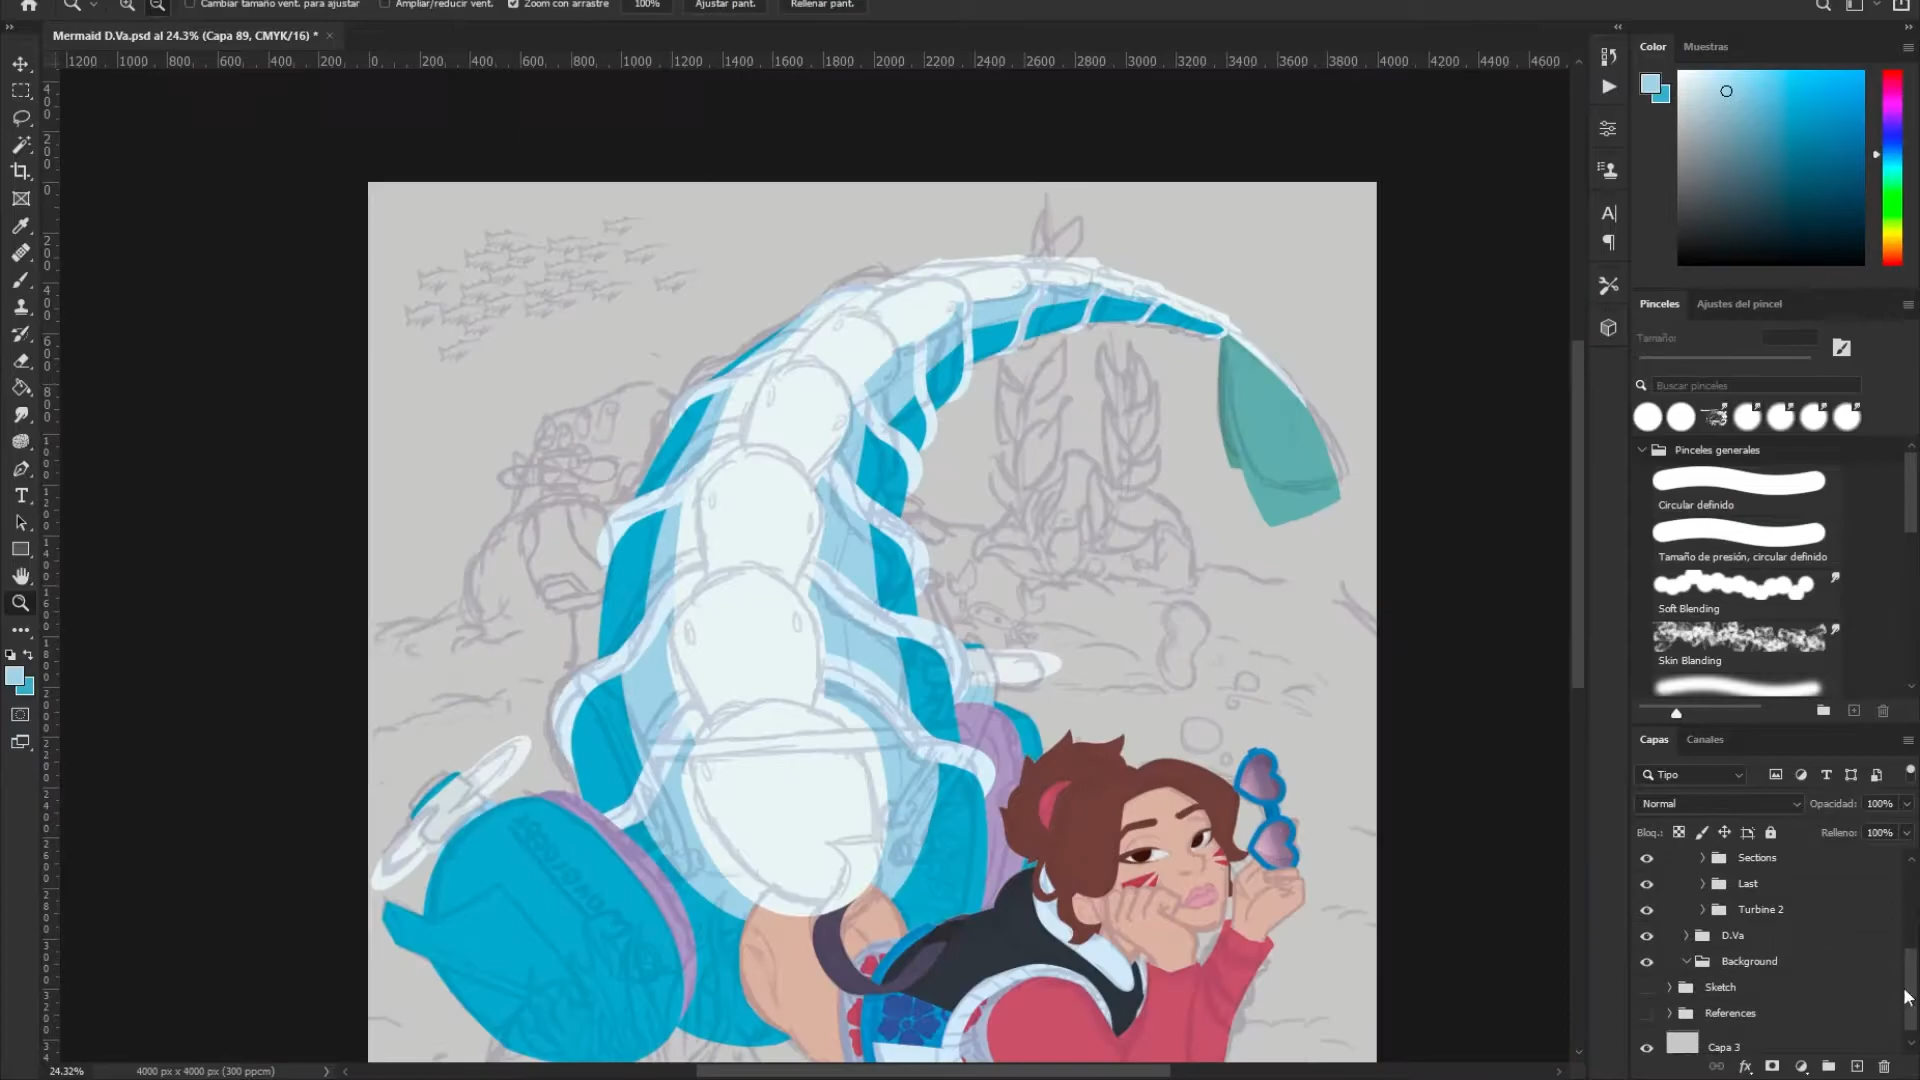 Cambiar tamaño vent. para ajustar
Ampliar/reducir vent.
Zoom con arrastre
100%
Ajustar pant.
Rellenar pant.
Mermaid D.Va.psd al 24.3% (Capa 89, CMYK/16) *
1200 1000 800 600 400 200 0 200 400 600 800 1000 1200 1400 1600 1800 2000 2200 2400 2600 2800 3000 3200 3400 3600 3800 4000 4200 4400 4600
Color
Muestras
Pinceles
Ajustes del pincel
Tamaño:
Buscar pinceles
Pinceles generales
Circular definido
Tamaño de presión, circular definido
Soft Blending
Skin Blanding
Capas
Canales
Tipo
Normal
Opacidad: 100%
Bloq.:
Relleno: 100%
Sections
Last
Turbine 2
D.Va
Background
Sketch
References
Capa 3
24.32%
4000 px x 4000 px (300 ppcm)